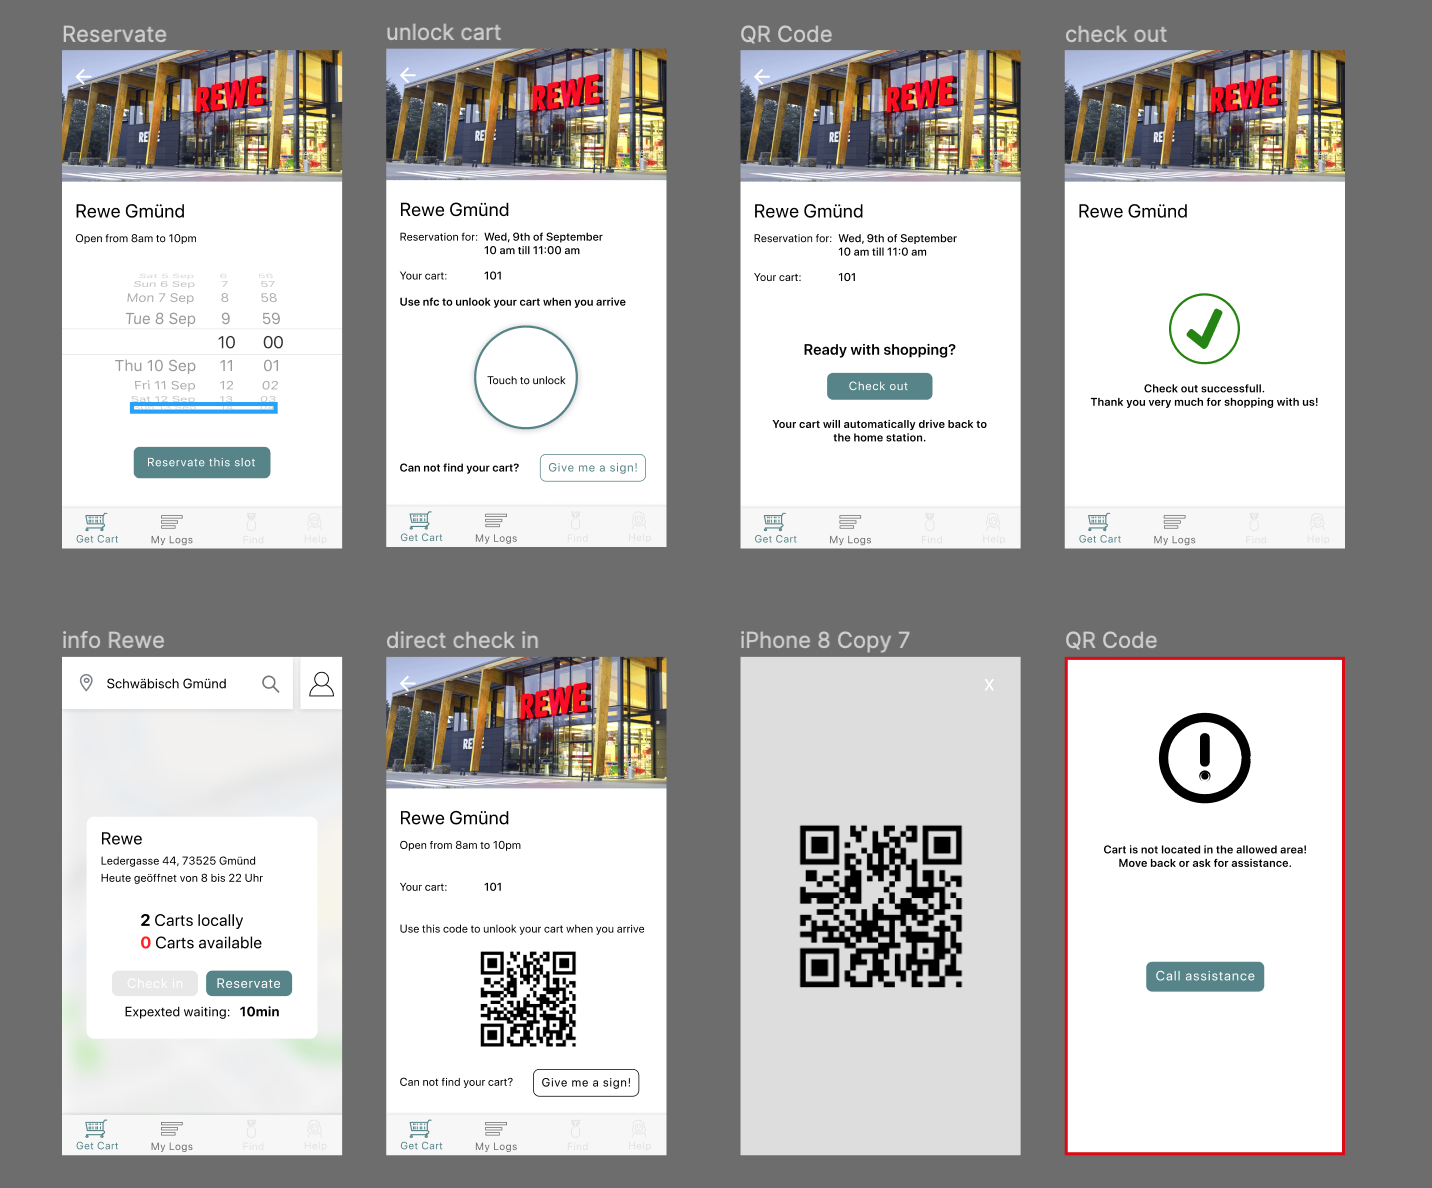 Reservate
REWE
REWE
Rewe Gmünd
Open from 8am to 10pm
Sat 5 Sep 6 56
Sun 6 Sep 7 57
Mon 7 Sep 8 58
Tue 8 Sep 9 59
10 00
Thu 10 Sep 11 01
Fri 11 Sep 12 02
Sat 12 Sep 13 03
Reservate this slot
Get Cart
My Logs
Find
Help
unlock cart
REWE
REWE
Rewe Gmünd
Reservation for: Wed, 9th of September
10 am till 11:00 am
Your cart: 101
Use nfc to unlook your cart when you arrive
Touch to unlock
Can not find your cart?
Give me a sign!
Get Cart
My Logs
Find
Help
QR Code
REWE
REWE
Rewe Gmünd
Reservation for: Wed, 9th of September
10 am till 11:0 am
Your cart: 101
Ready with shopping?
Check out
Your cart will automatically drive back to
the home station.
Get Cart
My Logs
Find
Help
check out
REWE
REWE
Rewe Gmünd
Check out successfull.
Thank you very much for shopping with us!
Get Cart
My Logs
Find
Help
info Rewe
Schwäbisch Gmünd
Rewe
Ledergasse 44, 73525 Gmünd
Heute geöffnet von 8 bis 22 Uhr
2 Carts locally
0 Carts available
Check in
Reservate
Expexted waiting: 10min
Get Cart
My Logs
Find
Help
direct check in
REWE
REWE
Rewe Gmünd
Open from 8am to 10pm
Your cart: 101
Use this code to unlook your cart when you arrive
Can not find your cart?
Give me a sign!
Get Cart
My Logs
Find
Help
iPhone 8 Copy 7
X
QR Code
Cart is not located in the allowed area!
Move back or ask for assistance.
Call assistance